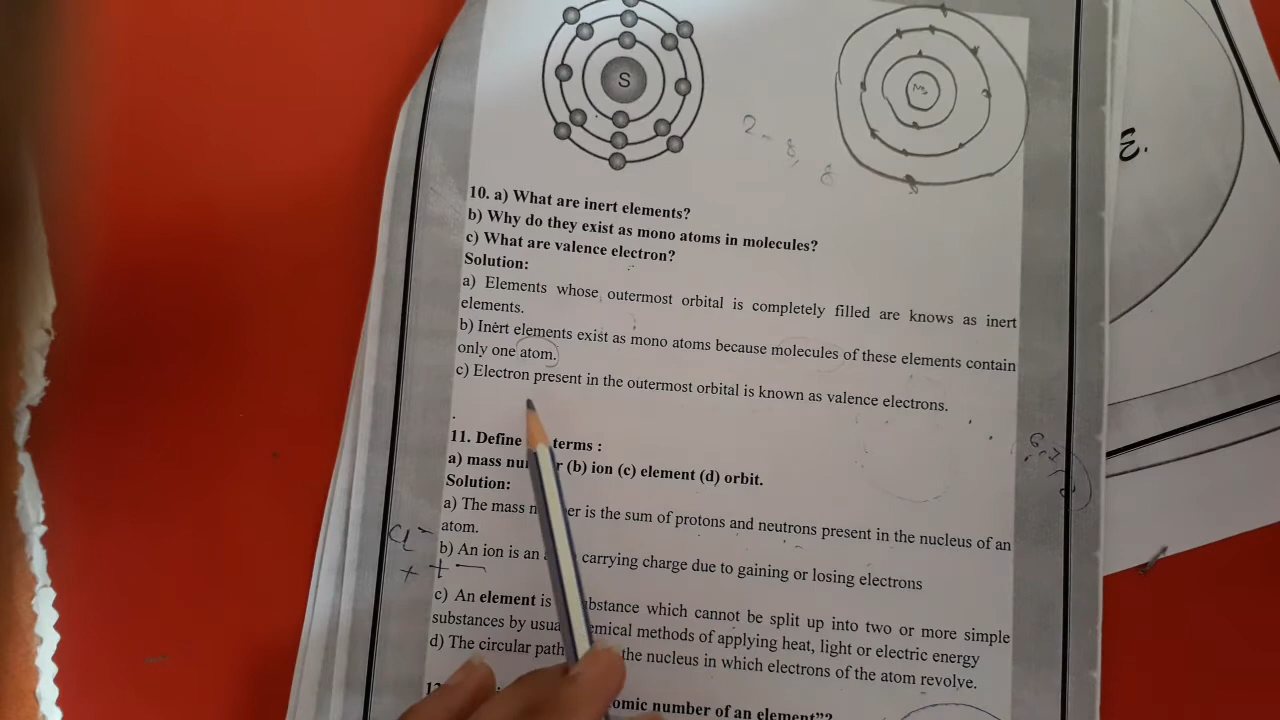 S
Mg
2 - 8, 8
10. a) What are inert elements?
b) Why do they exist as mono atoms in molecules?
c) What are valence electron?
Solution:
a) Elements whose outermost orbital is completely filled are knows as inert
elements.
b) Inert elements exist as mono atoms because molecules of these elements contain
only one atom.
c) Electron present in the outermost orbital is known as valence electrons.
11. Define terms :
a) mass (b) ion (c) element (d) orbit.
Solution:
a) The mass is the sum of protons and neutrons present in the nucleus of an
atom.
b) An ion is an carrying charge due to gaining or losing electrons
c) An element is which cannot be split up into two or more simple
substances by methods of applying heat, light or electric energy
d) The circular path the nucleus in which electrons of the atom revolve.
number of an element"?
Cl -
+ + -